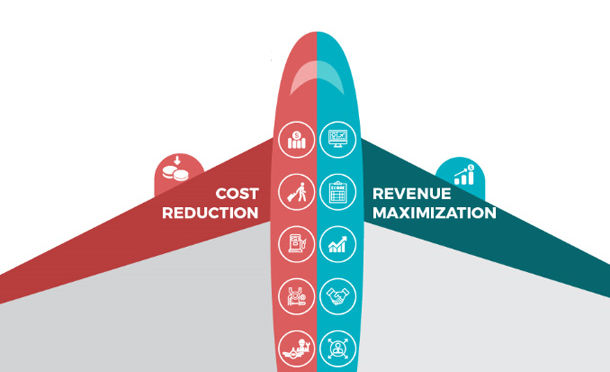 COST
REDUCTION
REVENUE
MAXIMIZATION